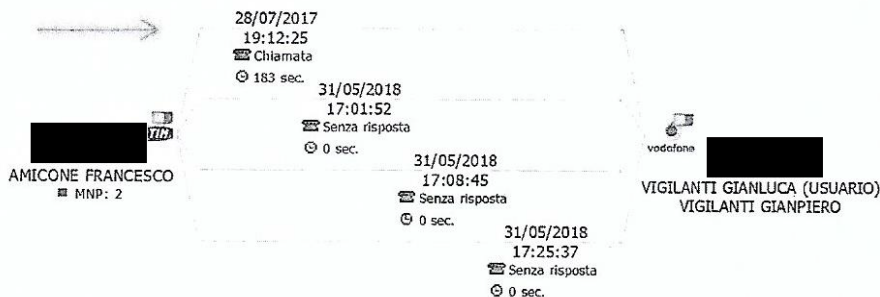 28/07/2017
19:12:25
Chiamata
183 sec.
31/05/2018
17:01:52
Senza risposta
0 sec.
31/05/2018
17:08:45
Senza risposta
0 sec.
31/05/2018
17:25:37
Senza risposta
0 sec.
TIM
AMICONE FRANCESCO
MNP: 2
vodafone
VIGILANTI GIANLUCA (USUARIO)
VIGILANTI GIANPIERO